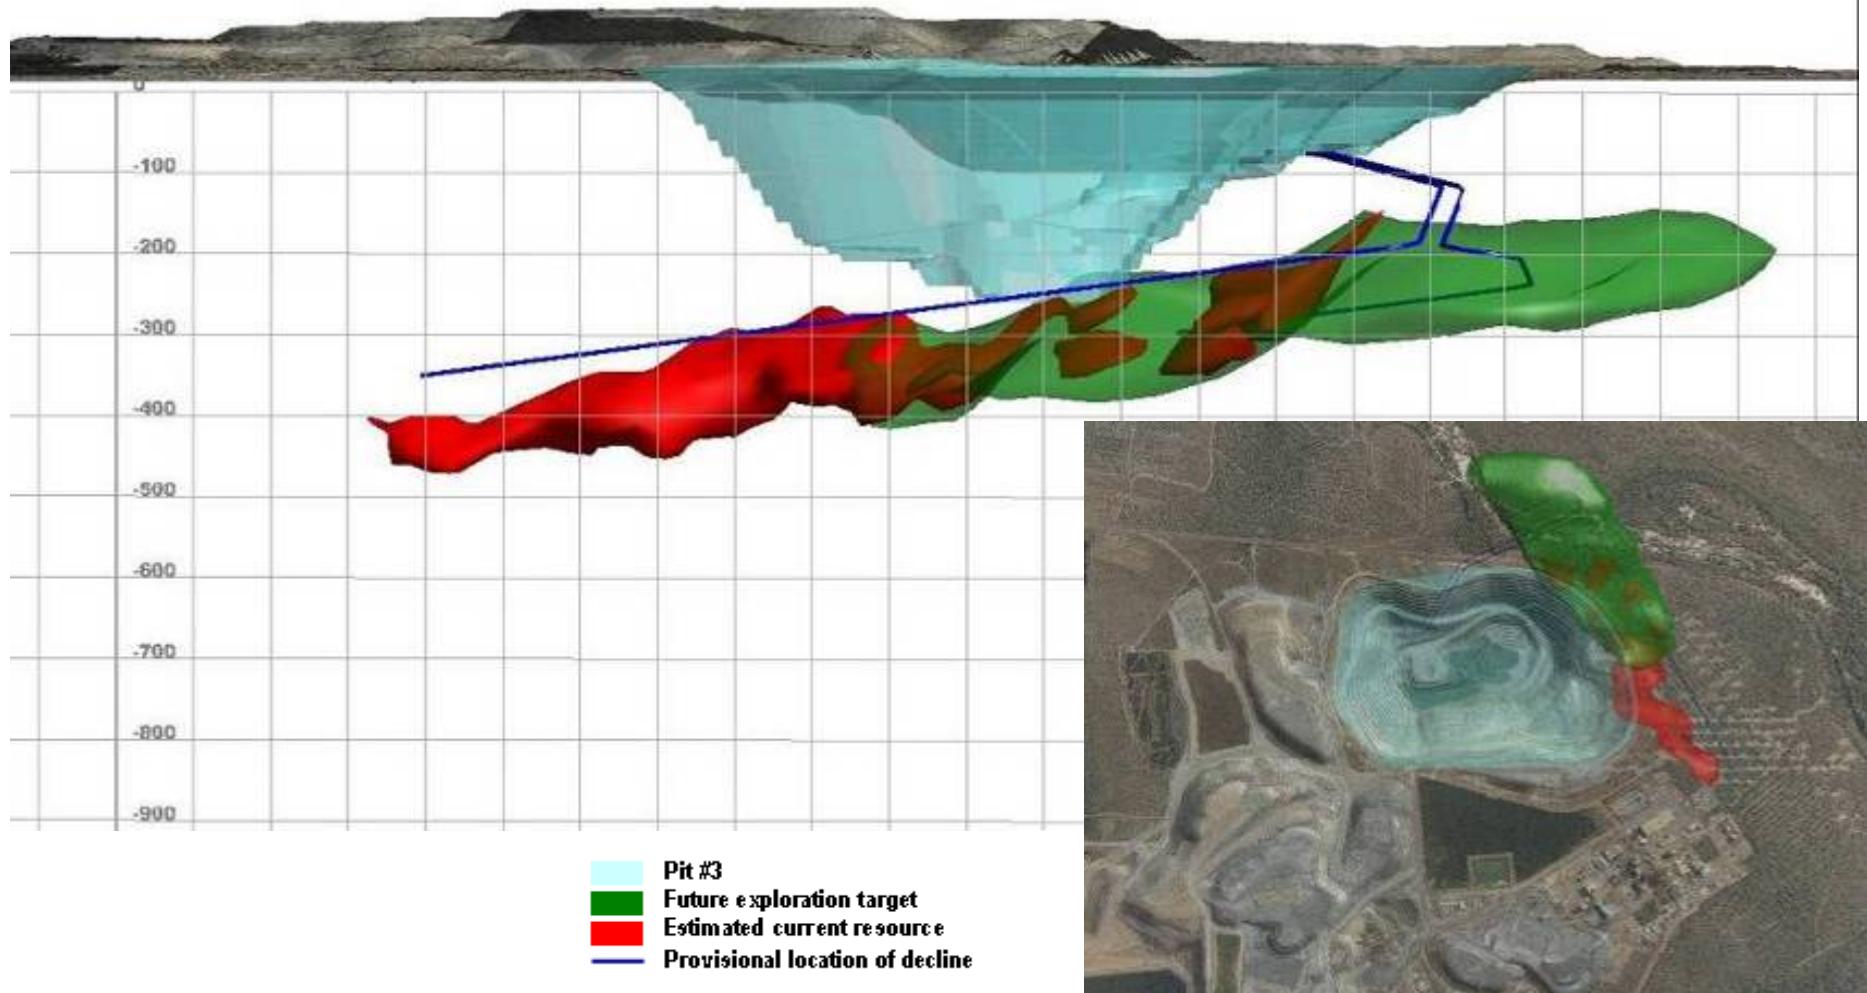 0
-100
-200
-300
-400
-500
-600
-700
-800
-900
Pit #3
Future exploration target
Estimated current resource
Provisional location of decline